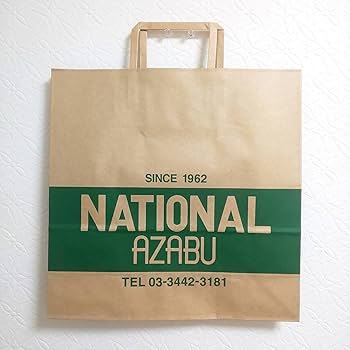 SINCE 1962
NATIONAL
AZABU
TEL 03-3442-3181